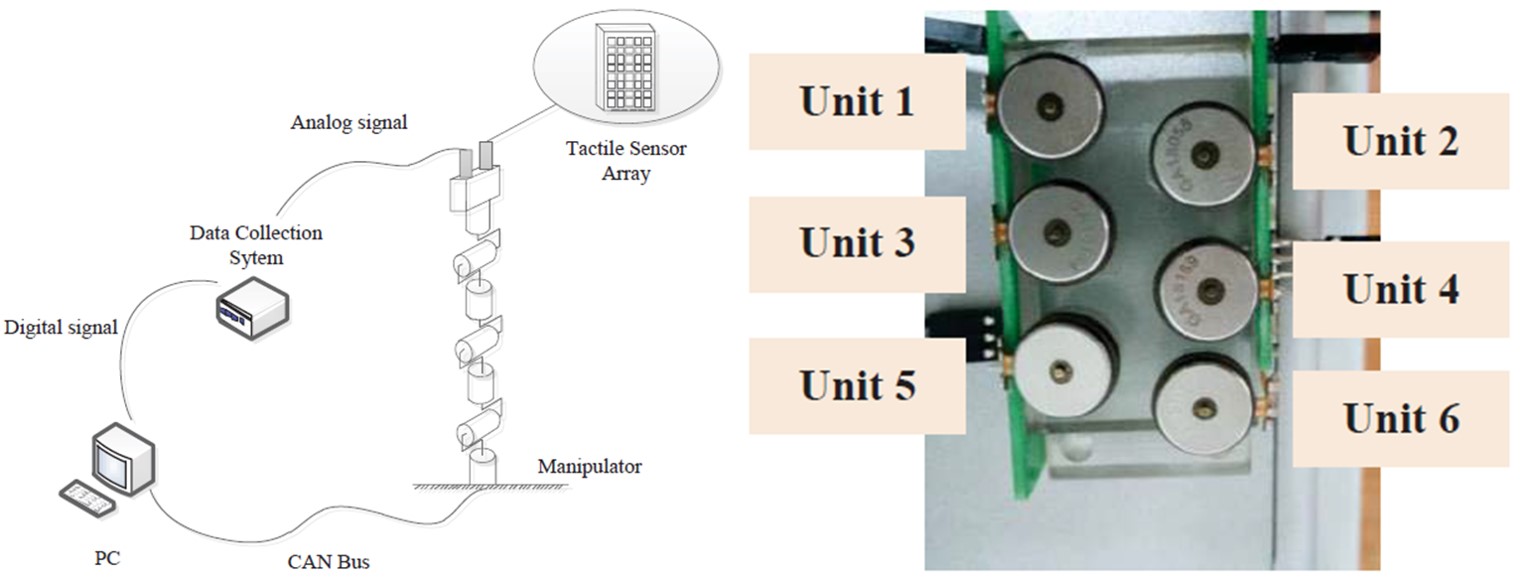 Analog signal
Tactile Sensor
Array
Data Collection
Sytem
Digital signal
Manipulator
PC
CAN Bus
Unit 1
Unit 2
Unit 3
Unit 4
Unit 5
Unit 6